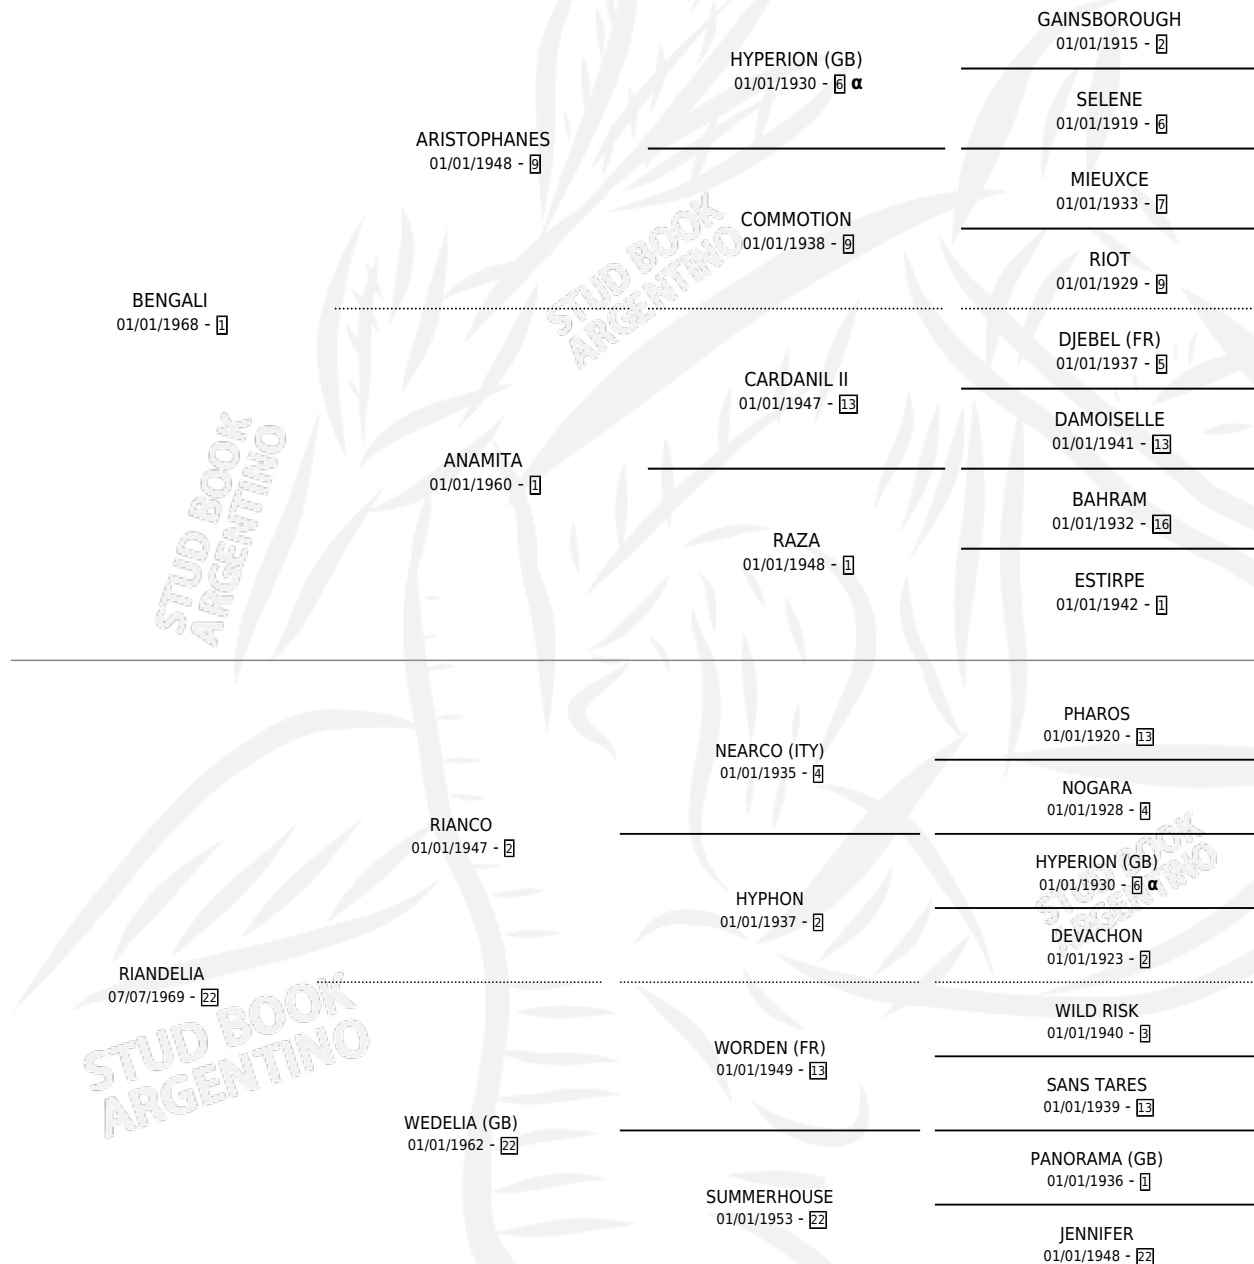 GAINSBOROUGH
01/01/1915 - 2
HYPERION (GB)
01/01/1930 - 6 α
SELENE
01/01/1919 - 6
ARISTOPHANES
01/01/1948 - 9
MIEUXCE
01/01/1933 - 7
COMMOTION
01/01/1938 - 9
RIOT
01/01/1929 - 9
BENGALI
01/01/1968 - 1
DJEBEL (FR)
01/01/1937 - 5
CARDANIL II
01/01/1947 - 13
DAMOISELLE
01/01/1941 - 13
ANAMITA
01/01/1960 - 1
BAHRAM
01/01/1932 - 16
RAZA
01/01/1948 - 1
ESTIRPE
01/01/1942 - 1
PHAROS
01/01/1920 - 13
NEARCO (ITY)
01/01/1935 - 4
NOGARA
01/01/1928 - 4
RIANCO
01/01/1947 - 2
HYPERION (GB)
01/01/1930 - 6 α
HYPHON
01/01/1937 - 2
DEVACHON
01/01/1923 - 2
RIANDELIA
07/07/1969 - 22
WILD RISK
01/01/1940 - 3
WORDEN (FR)
01/01/1949 - 13
SANS TARES
01/01/1939 - 13
WEDELIA (GB)
01/01/1962 - 22
PANORAMA (GB)
01/01/1936 - 1
SUMMERHOUSE
01/01/1953 - 22
JENNIFER
01/01/1948 - 22
STUD BOOK
ARGENTINO
STUD BOOK
ARGENTINO
STUD BOOK
ARGENTINO
STUD BOOK
ARGENTINO